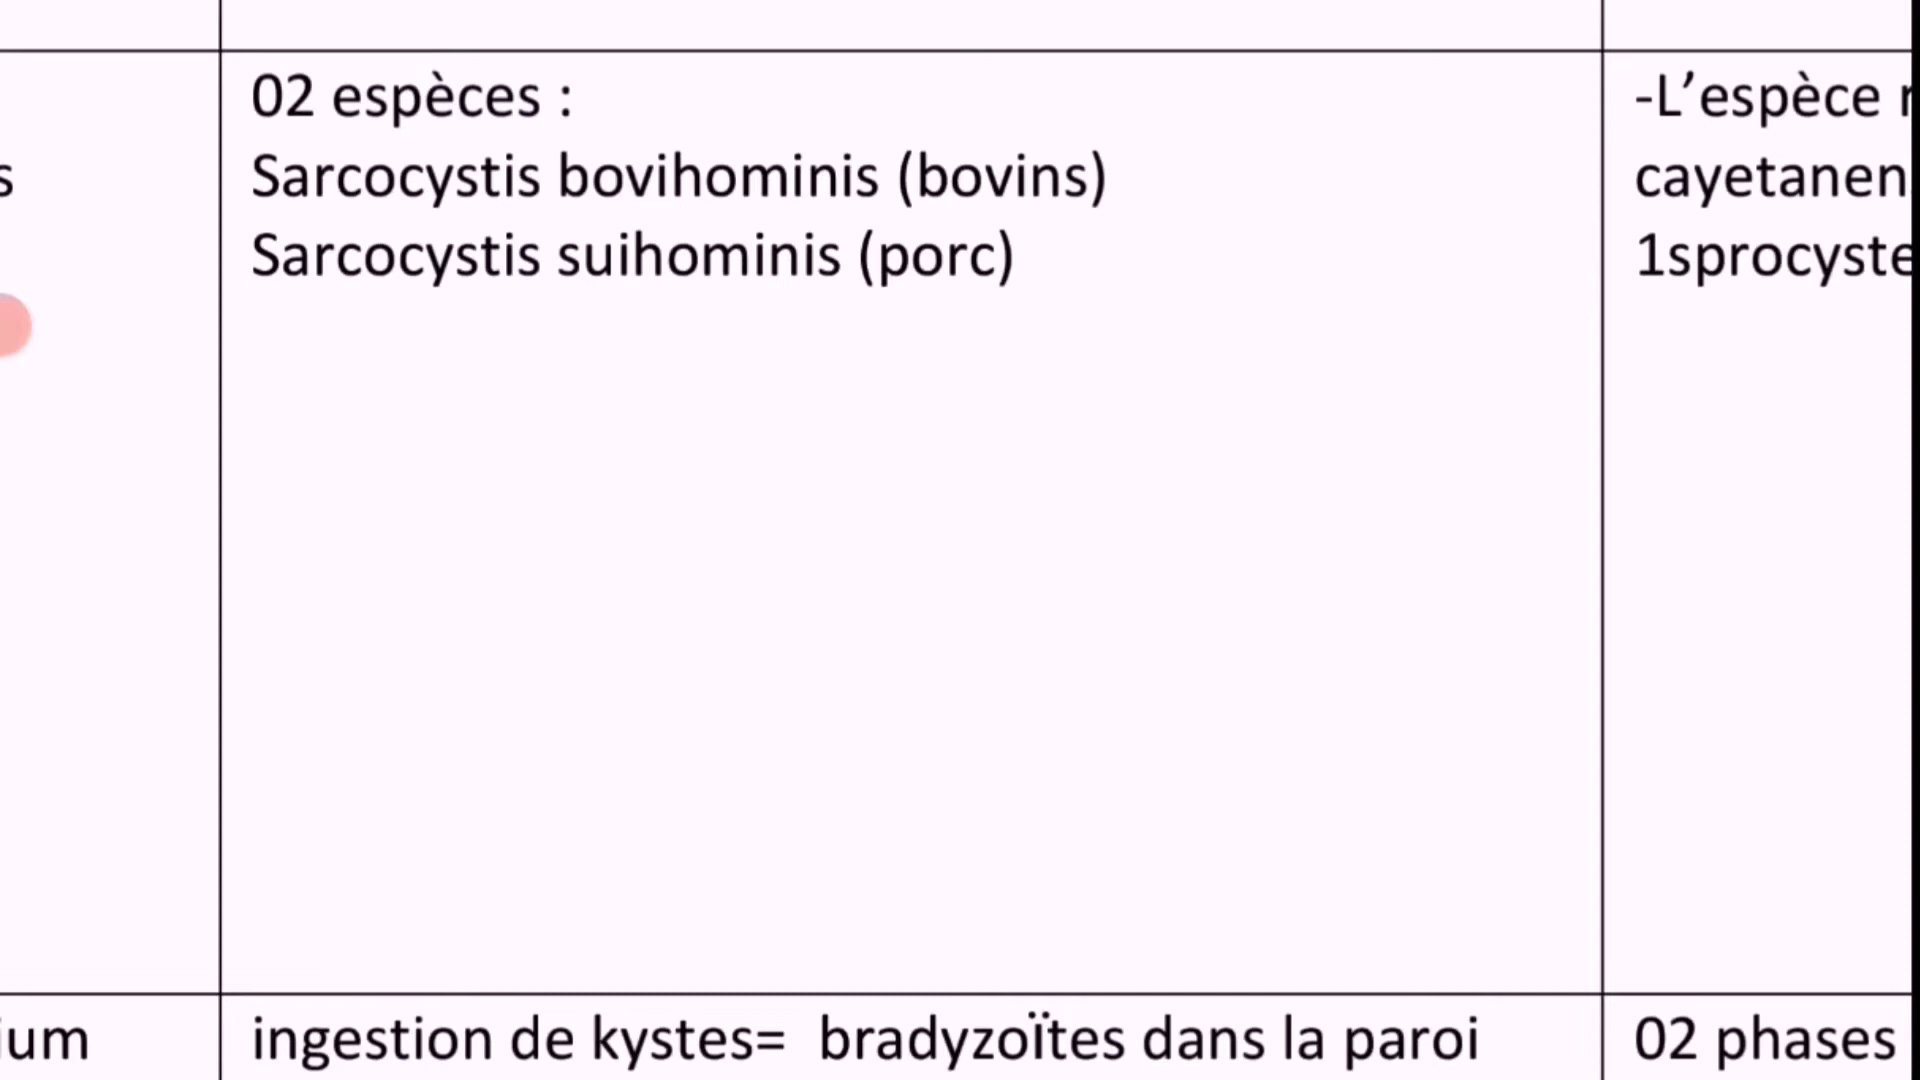 02 espèces :
Sarcocystis bovihominis (bovins)
Sarcocystis suihominis (porc)
-L’espèce
cayetanen
1sprocyste
ingestion de kystes= bradyzoïtes dans la paroi
02 phases